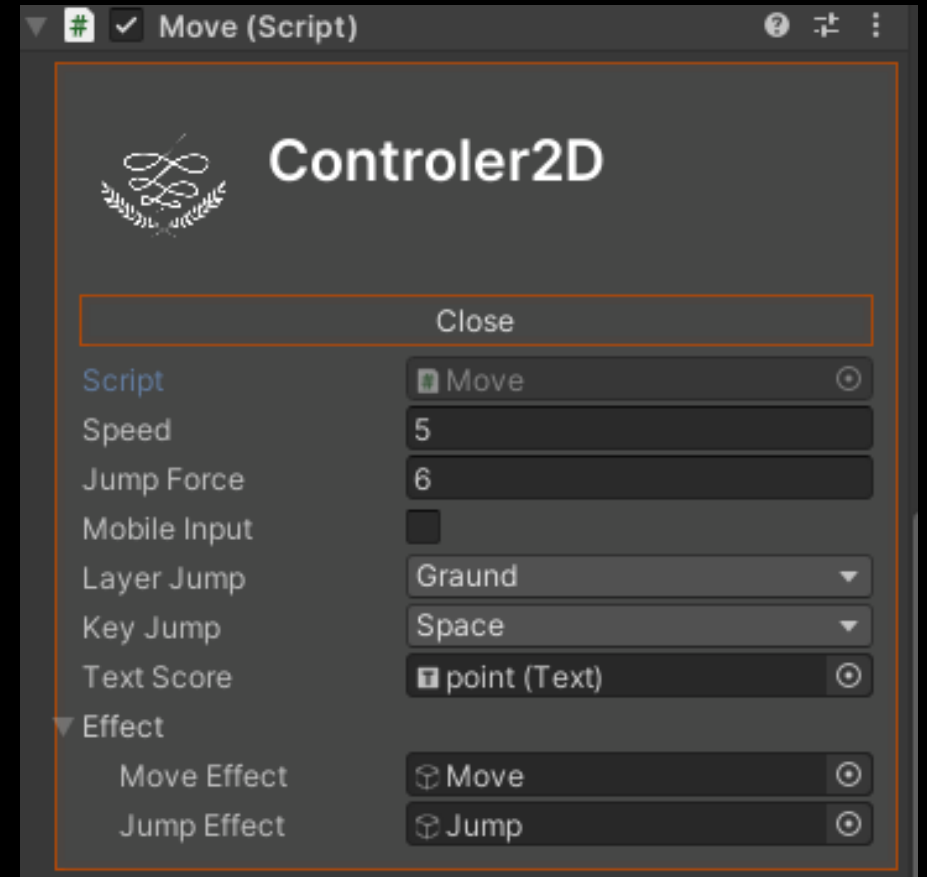 Move (Script)
Controler2D
Close
Script Move
Speed 5
Jump Force 6
Mobile Input
Layer Jump Graund
Key Jump Space
Text Score point (Text)
Effect
Move Effect Move
Jump Effect Jump